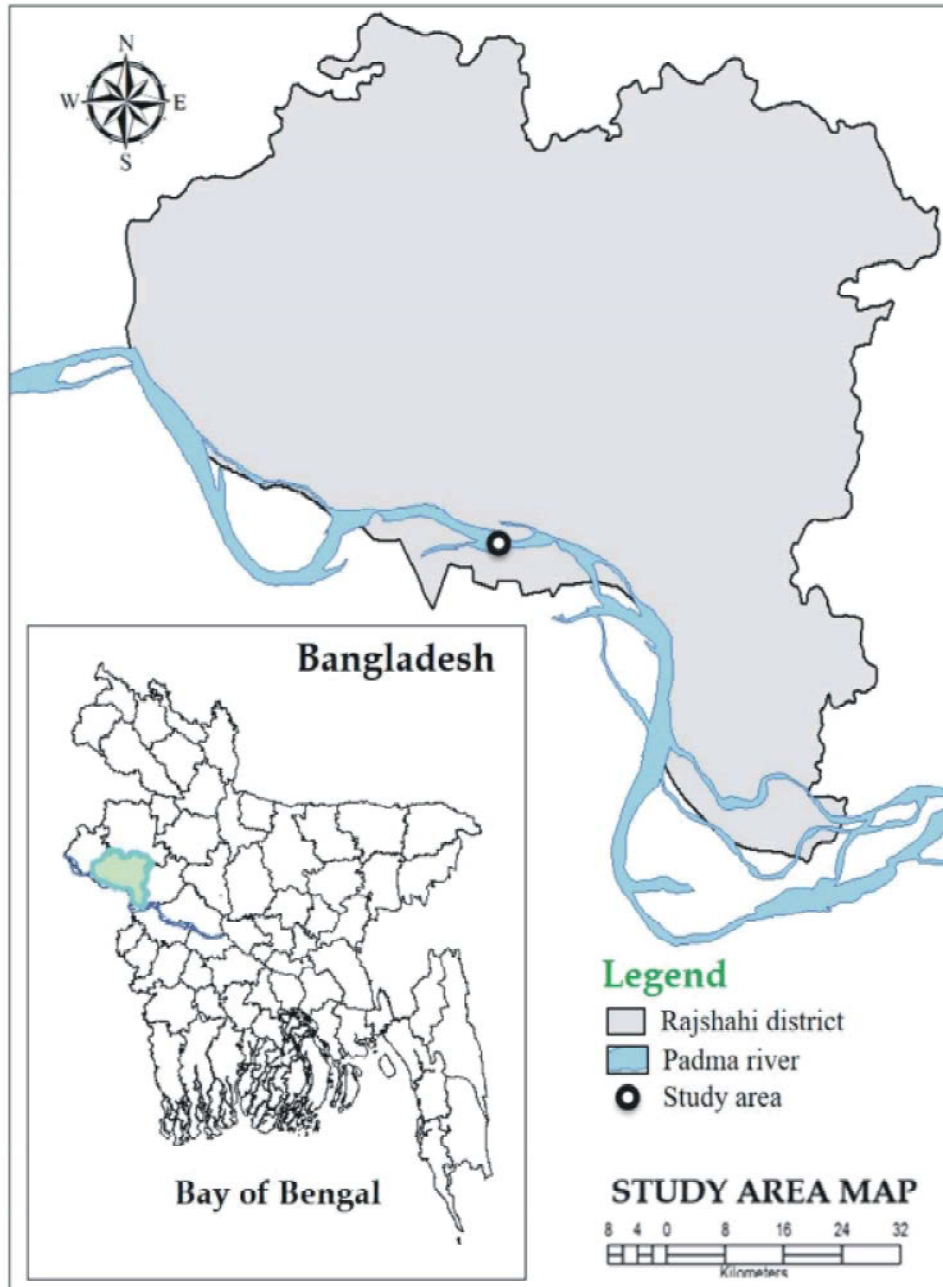 N
W E
S
Bangladesh
Bay of Bengal
Legend
Rajshahi district
Padma river
Study area
STUDY AREA MAP
8 4 0 8 16 24 32
Kilometers